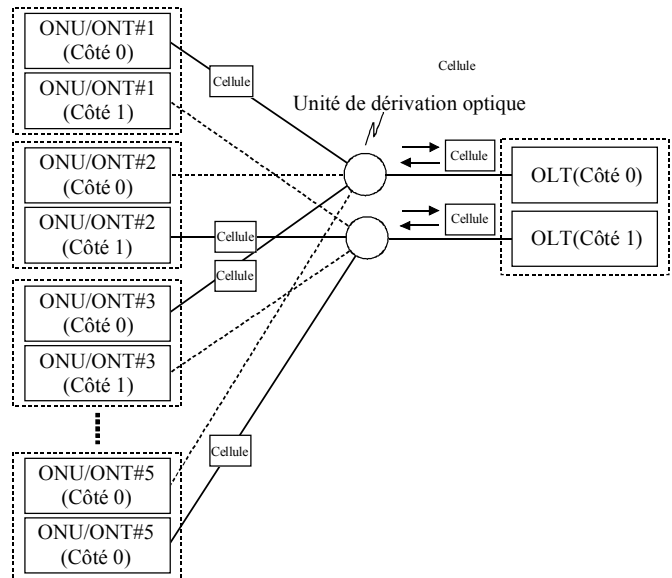 ONU/ONT#1
(Côté 0)
ONU/ONT#1
(Côté 1)
ONU/ONT#2
(Côté 0)
ONU/ONT#2
(Côté 1)
ONU/ONT#3
(Côté 0)
ONU/ONT#3
(Côté 1)
ONU/ONT#5
(Côté 0)
ONU/ONT#5
(Côté 0)
Cellule
Cellule
Cellule
Cellule
Cellule
Unité de dérivation optique
Cellule
Cellule
OLT(Côté 0)
OLT(Côté 1)